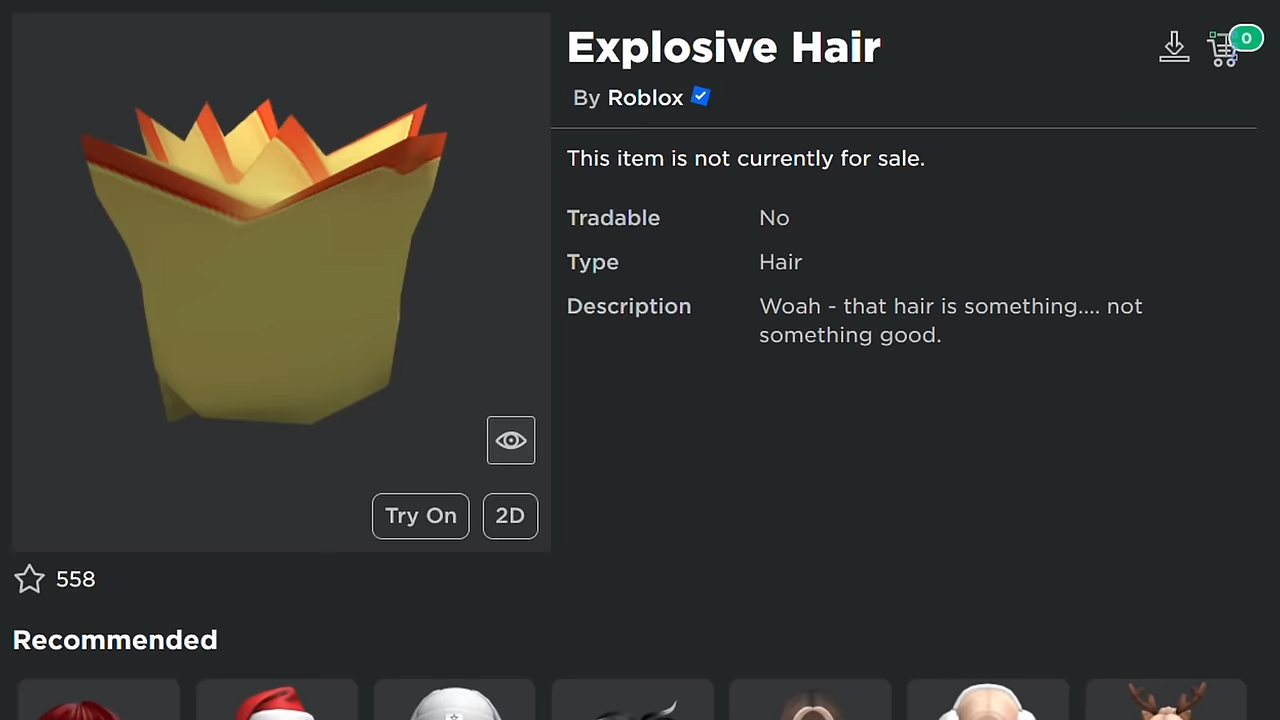 Explosive Hair
0
By Roblox
This item is not currently for sale.
Tradable No
Type Hair
Description Woah - that hair is something.... not
something good.
Try On 2D
558
Recommended